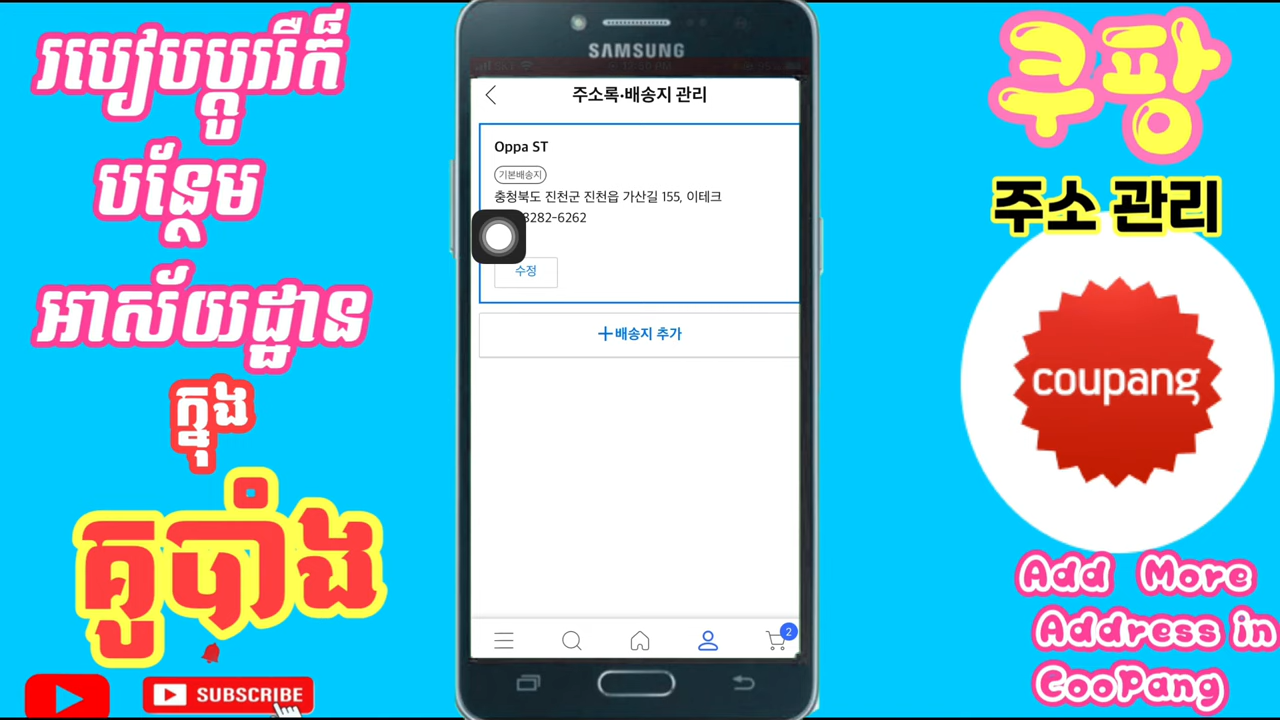 របៀបប្ដូររឺក៏
បន្ថែម
អាស័យដ្ឋាន
ក្នុង
គូប៉ាង
SUBSCRIBE
SAMSUNG
주소록·배송지 관리
Oppa ST
기본배송지
충청북도 진천군 진천읍 가산길 155, 이테크
8282-6262
수정
+배송지 추가
2
쿠팡
주소 관리
coupang
Add More
Address in
CooPang